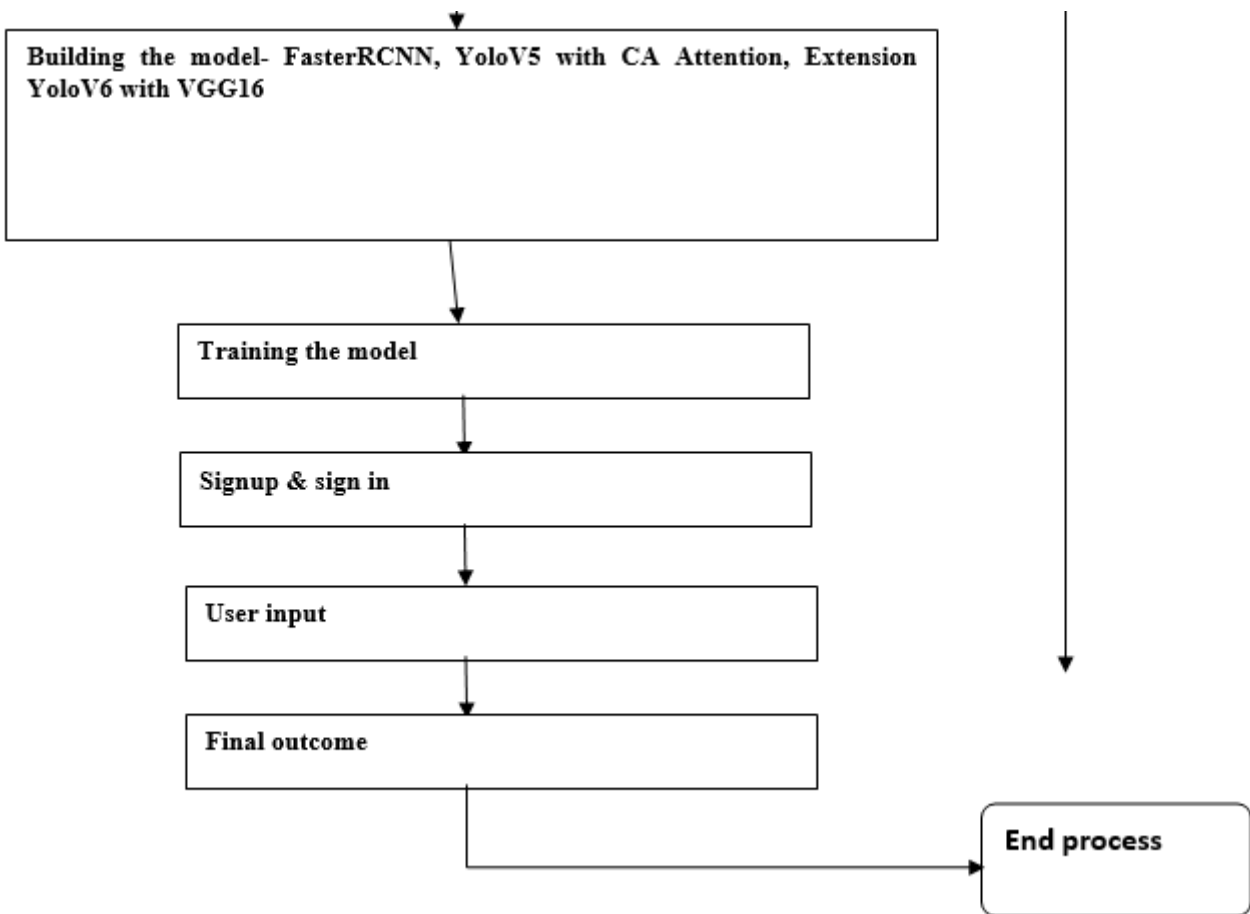 Building the model- FasterRCNN, YoloV5 with CA Attention, Extension
YoloV6 with VGG16
Training the model
Signup & sign in
User input
Final outcome
End process